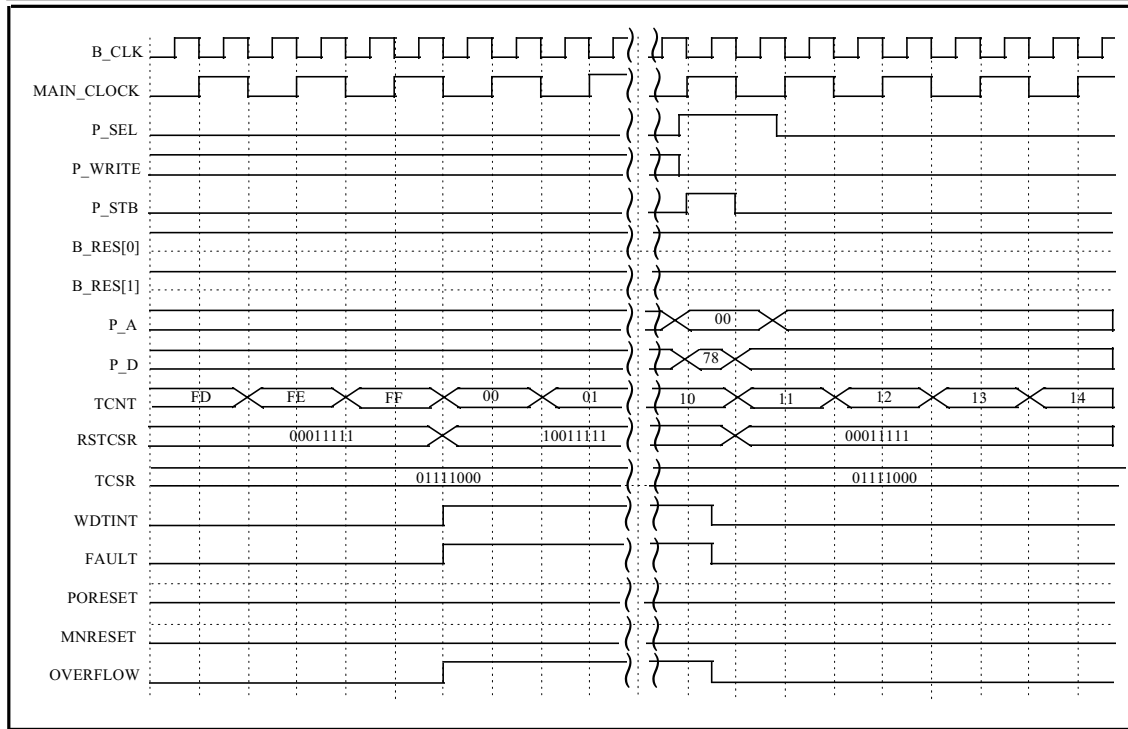 B_CLK
MAIN_CLOCK
P_SEL
P_WRITE
P_STB
B_RES[0]
B_RES[1]
P_A 00
P_D 78
TCNT FD FE FF 00 01 10 11 12 13 14
RSTCSR 00011111 10011111 00011111
TCSR 01111000 01111000
WDTINT
FAULT
PORESET
MNRESET
OVERFLOW